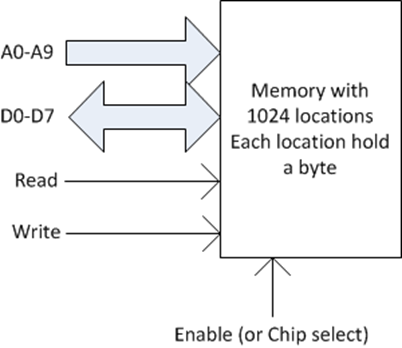 A0-A9
D0-D7
Read
Write
Memory with
1024 locations
Each location hold
a byte
Enable (or Chip select)